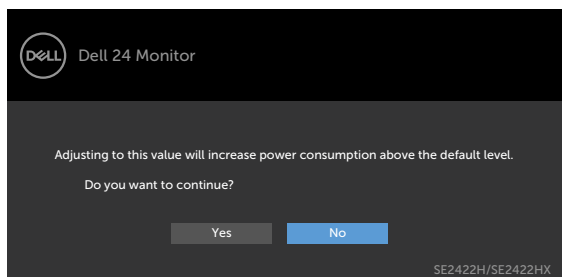 DELL Dell 24 Monitor
Adjusting to this value will increase power consumption above the default level.
Do you want to continue?
Yes No
SE2422H/SE2422HX